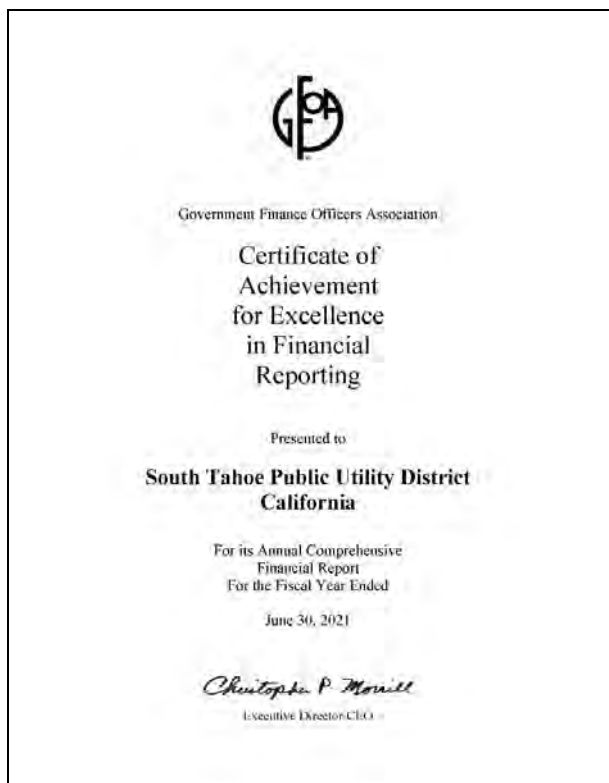 GFOA
Government Finance Officers Association
Certificate of
Achievement
for Excellence
in Financial
Reporting
Presented to
South Tahoe Public Utility District
California
For its Annual Comprehensive
Financial Report
For the Fiscal Year Ended
June 30, 2021
Christopher P. Morrill
Executive Director/CEO